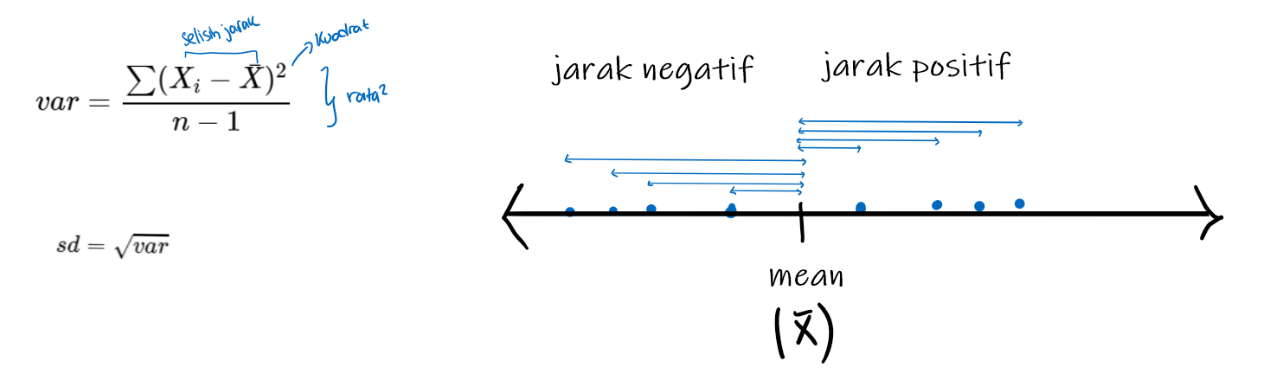 selisih jarak
kuadrat
var = \frac{\sum(X_i - \bar{X})^2}{n - 1}
rata²
sd = \sqrt{var}
jarak negatif
jarak positif
mean
(x̄)